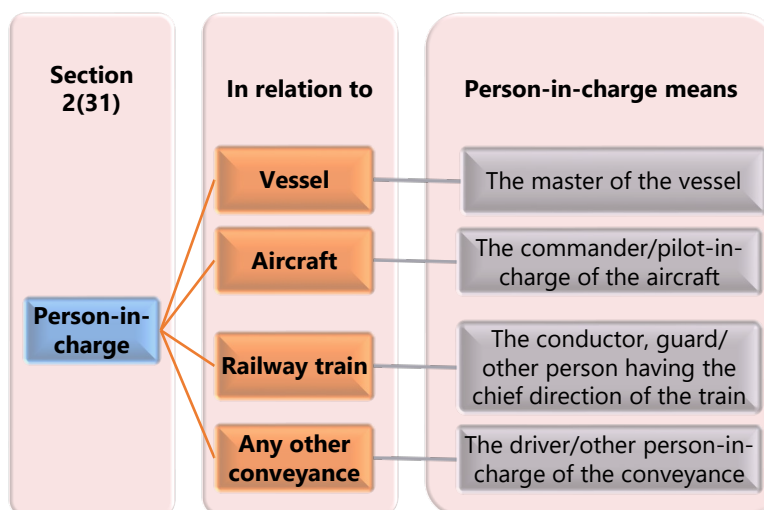 Section
2(31)
In relation to
Person-in-charge means
Person-in-
charge
Vessel
The master of the vessel
Aircraft
The commander/pilot-in-
charge of the aircraft
Railway train
The conductor, guard/
other person having the
chief direction of the train
Any other
conveyance
The driver/other person-in-
charge of the conveyance